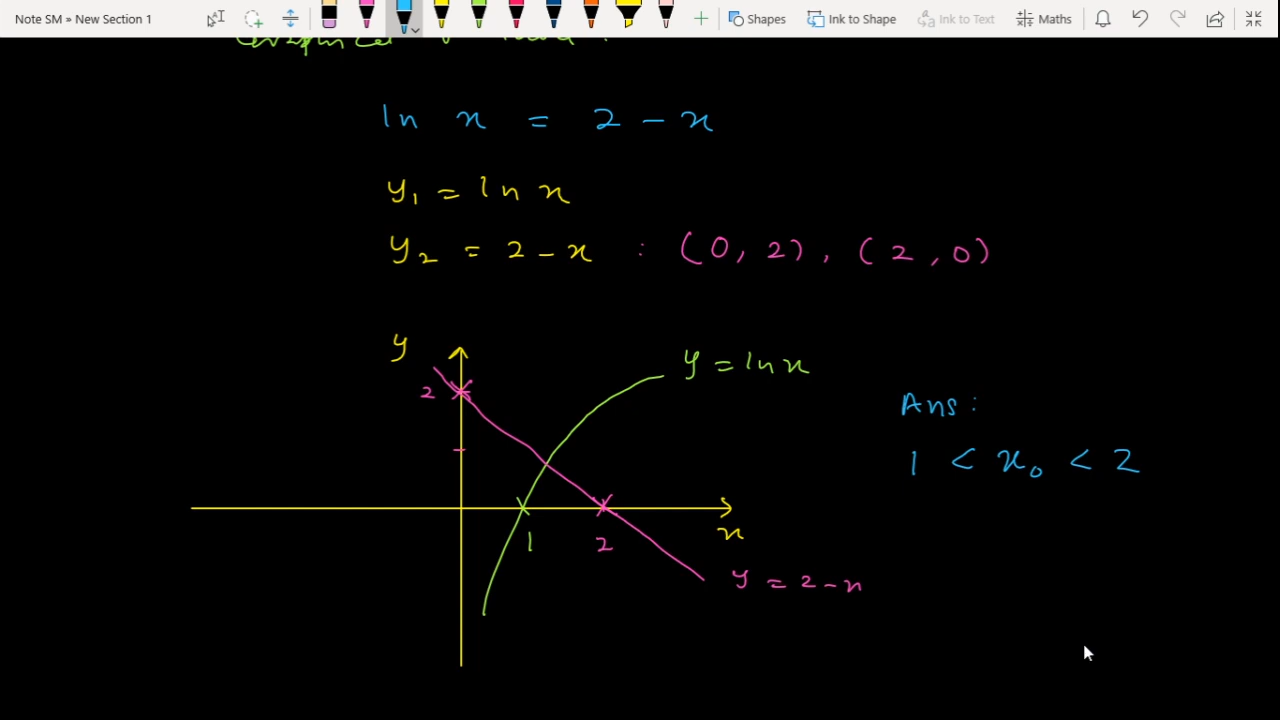 Note SM » New Section 1
Shapes
Ink to Shape
Ink to Text
Maths
ln x = 2 - x
y₁ = ln x
y₂ = 2 - x : (0, 2), (2, 0)
y
y = ln x
2
Ans:
1 < x₀ < 2
x
1
2
y = 2 - x